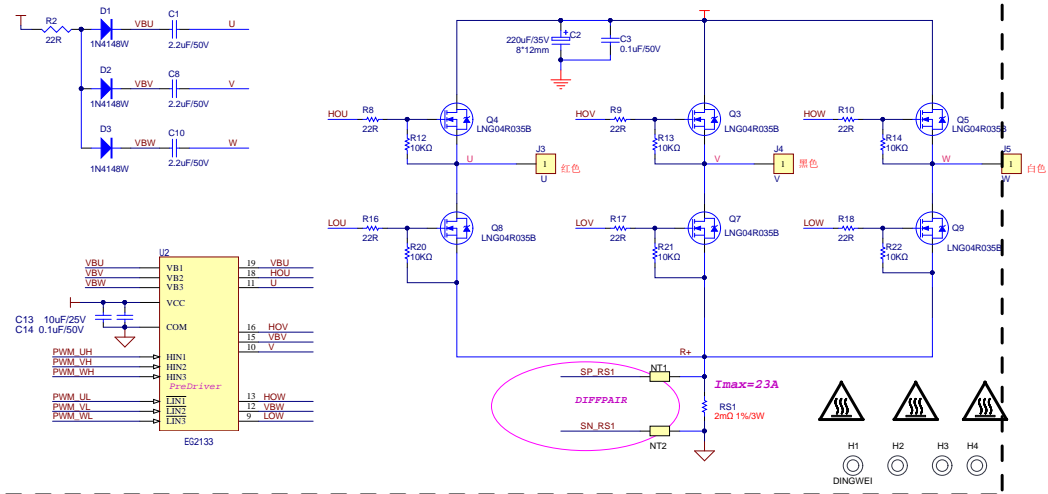 R2
22R
D1
1N4148W
VBU
C1
2.2uF/50V
U
D2
1N4148W
VBV
C8
2.2uF/50V
V
D3
1N4148W
VBW
C10
2.2uF/50V
W
220uF/35V
8*12mm
+
C2
C3
0.1uF/50V
HOU
R8
22R
R12
10KΩ
Q4
LNG04R035B
U
J3
1
U
红色
HOV
R9
22R
R13
10KΩ
Q3
LNG04R035B
V
J4
1
V
黑色
HOW
R10
22R
R14
10KΩ
Q5
LNG04R035B
W
J5
1
W
白色
LOU
R16
22R
R20
10KΩ
Q8
LNG04R035B
LOV
R17
22R
R21
10KΩ
Q7
LNG04R035B
LOW
R18
22R
R22
10KΩ
Q9
LNG04R035B
U2
VBU
VBV
VBW
VB1
VB2
VB3
VCC
COM
HIN1
HIN2
HIN3
PreDriver
LIN1
LIN2
LIN3
19 VBU
18 HOU
11 U
16 HOV
15 VBV
10 V
13 HOW
12 VBW
9 LOW
C13 10uF/25V
C14 0.1uF/50V
PWM_UH
PWM_VH
PWM_WH
PWM_UL
PWM_VL
PWM_WL
EG2133
R+
SP_RS1
NT1
DIFFPAIR
SN_RS1
NT2
Imax=23A
RS1
2mΩ 1%/3W
H1
H2
H3
H4
DINGWEI